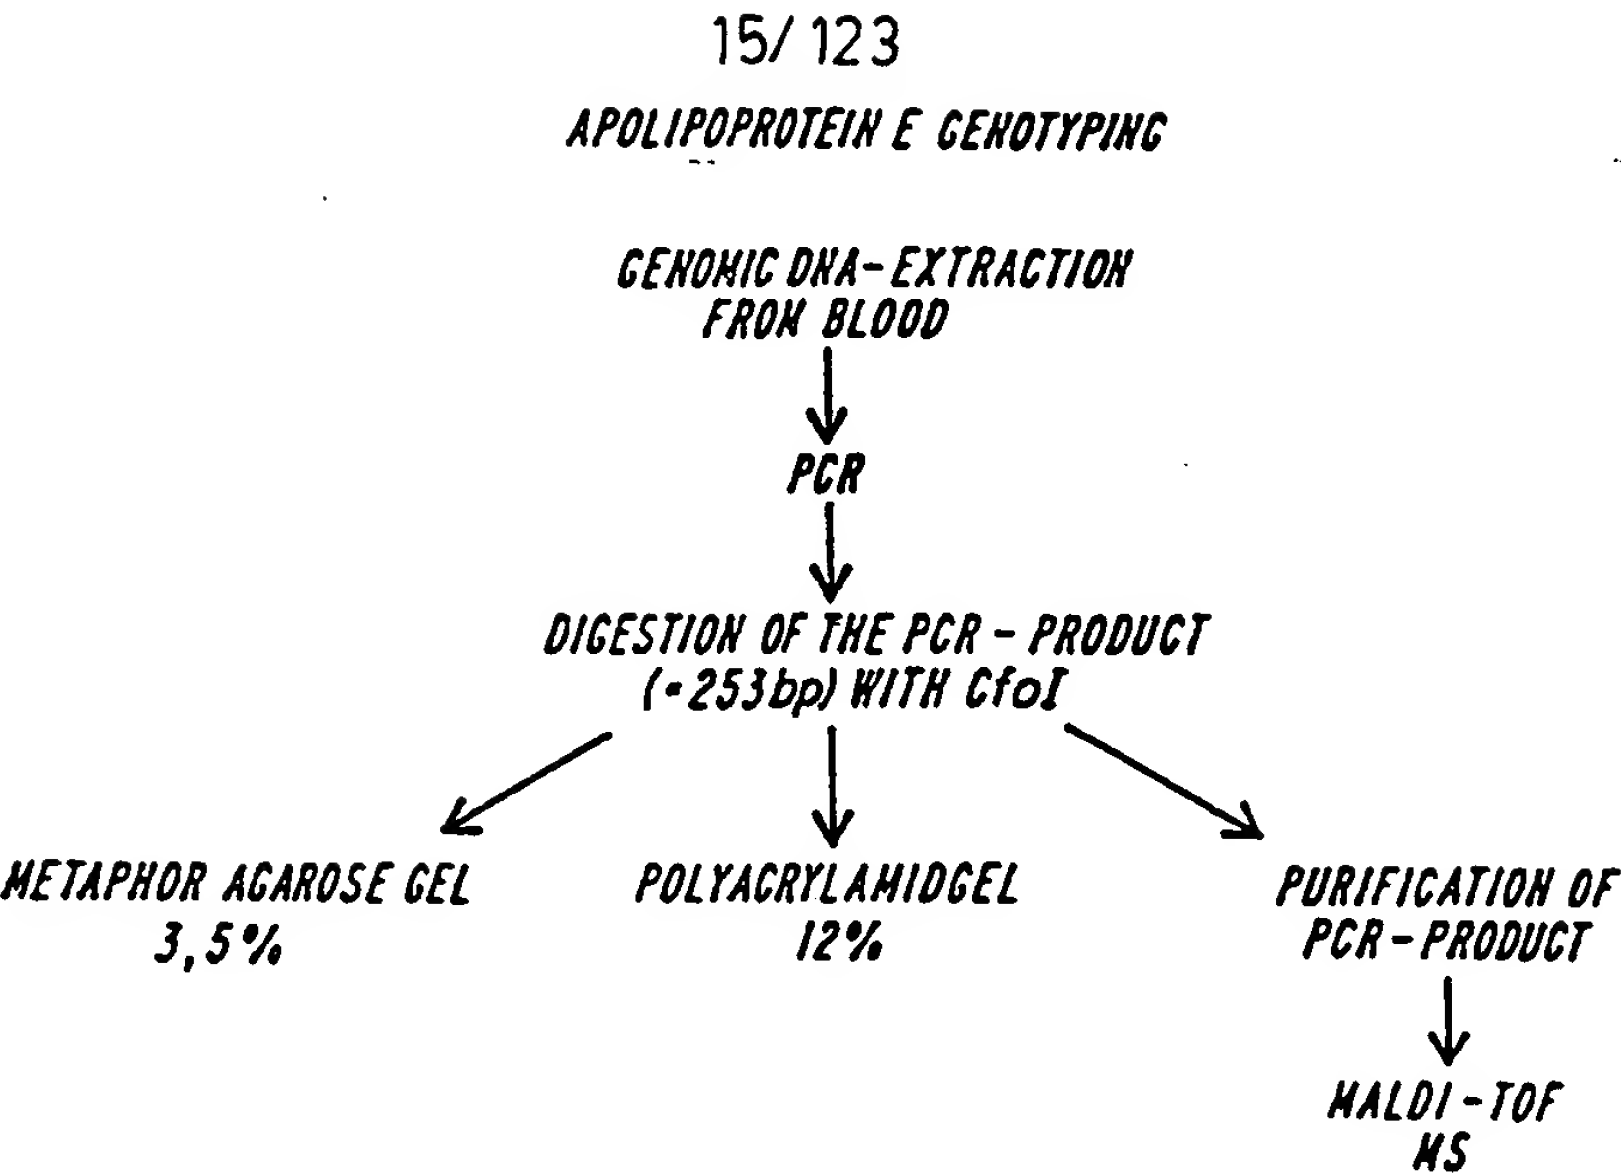 15/123
APOLIPOPROTEIN E GENOTYPING
GENOMIC DNA-EXTRACTION
FROM BLOOD
PCR
DIGESTION OF THE PCR-PRODUCT
(=253bp) WITH CfoI
METAPHOR AGAROSE GEL
3,5%
POLYACRYLAMIDGEL
12%
PURIFICATION OF
PCR-PRODUCT
MALDI-TOF
MS